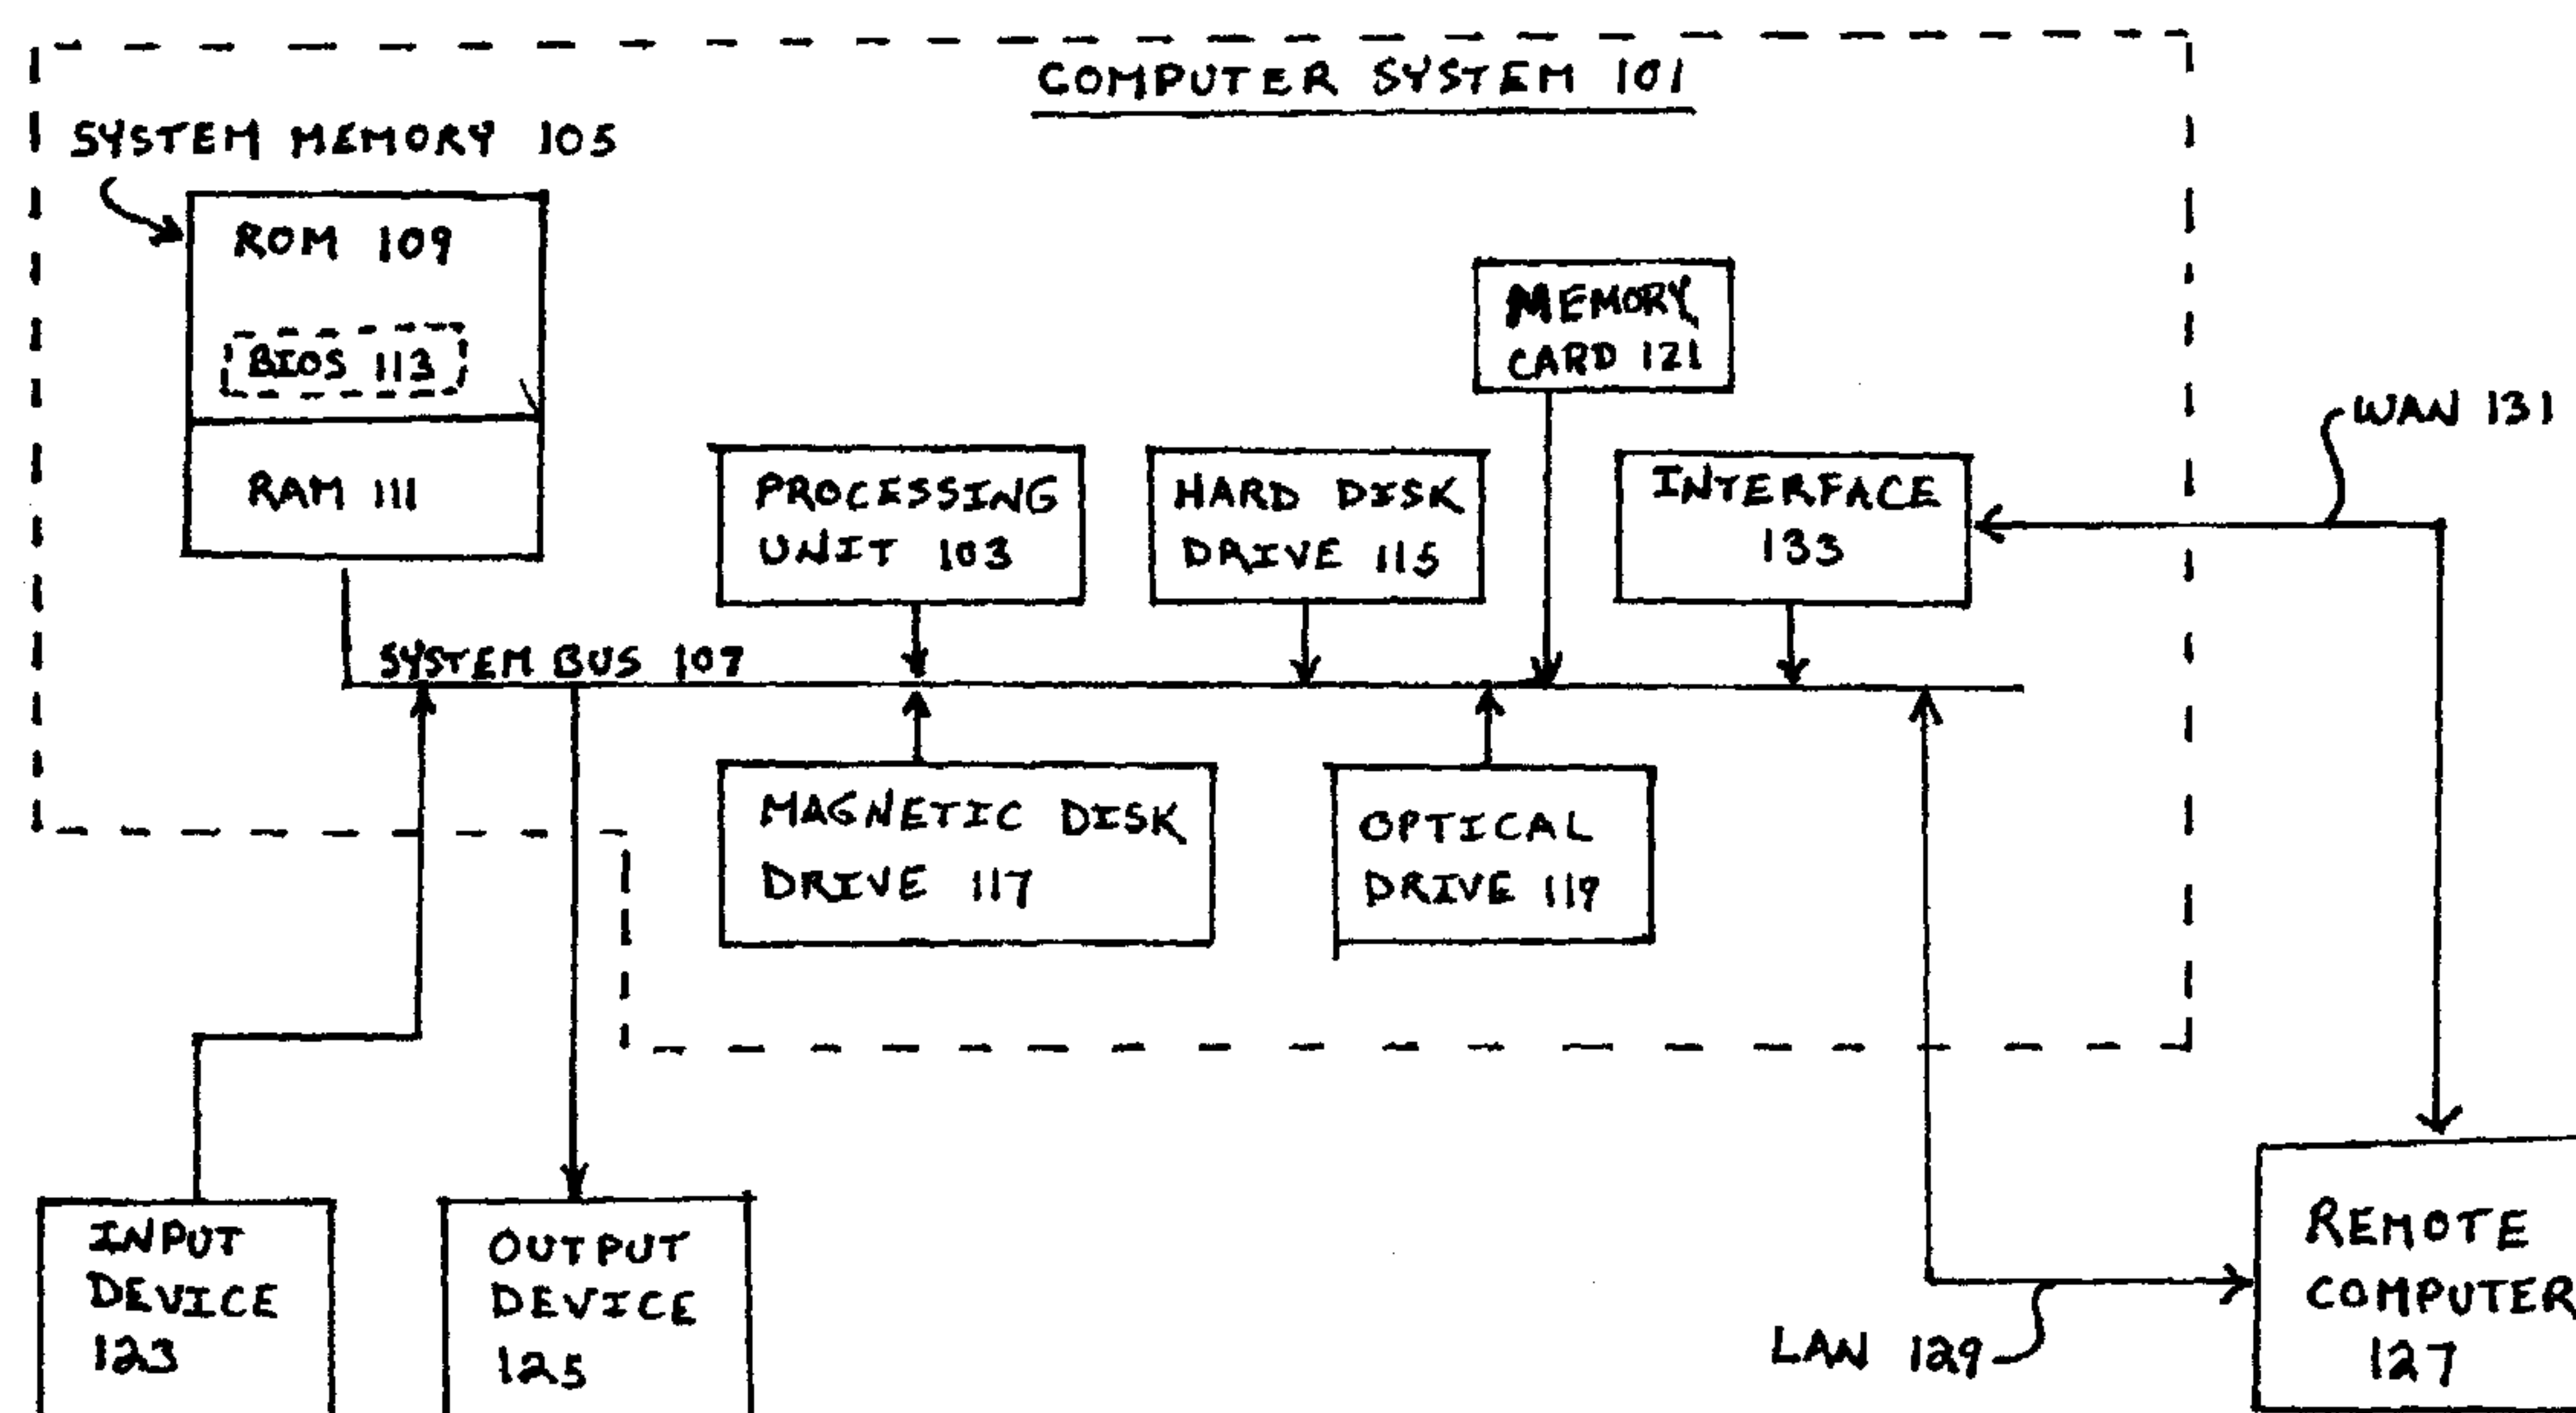 COMPUTER SYSTEM 101
SYSTEM MEMORY 105
ROM 109
BIOS 113
RAM 111
MEMORY
CARD 121
WAN 131
PROCESSING
UNIT 103
HARD DISK
DRIVE 115
INTERFACE
133
SYSTEM BUS 107
MAGNETIC DISK
DRIVE 117
OPTICAL
DRIVE 119
INPUT
DEVICE
123
OUTPUT
DEVICE
125
LAN 129
REMOTE
COMPUTER
127